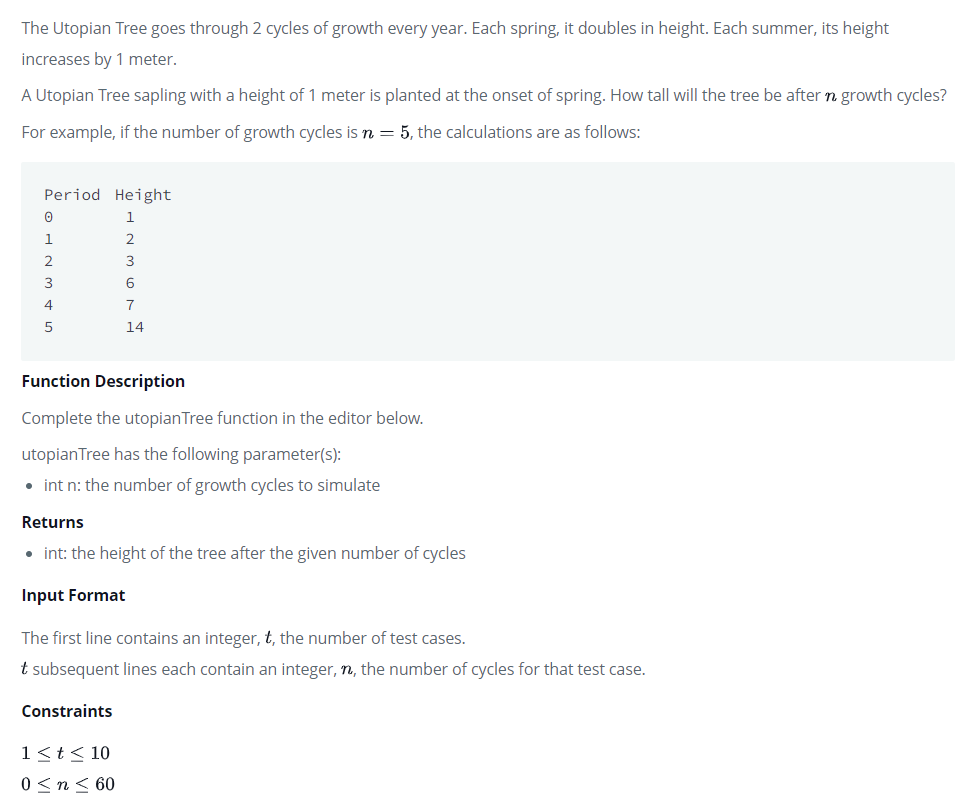 The Utopian Tree goes through 2 cycles of growth every year. Each spring, it doubles in height. Each summer, its height
increases by 1 meter.
A Utopian Tree sapling with a height of 1 meter is planted at the onset of spring. How tall will the tree be after n growth cycles?
For example, if the number of growth cycles is n = 5, the calculations are as follows:
Period Height
0 1
1 2
2 3
3 6
4 7
5 14
Function Description
Complete the utopianTree function in the editor below.
utopianTree has the following parameter(s):
• int n: the number of growth cycles to simulate
Returns
• int: the height of the tree after the given number of cycles
Input Format
The first line contains an integer, t, the number of test cases.
t subsequent lines each contain an integer, n, the number of cycles for that test case.
Constraints
1 ≤ t ≤ 10
0 ≤ n ≤ 60